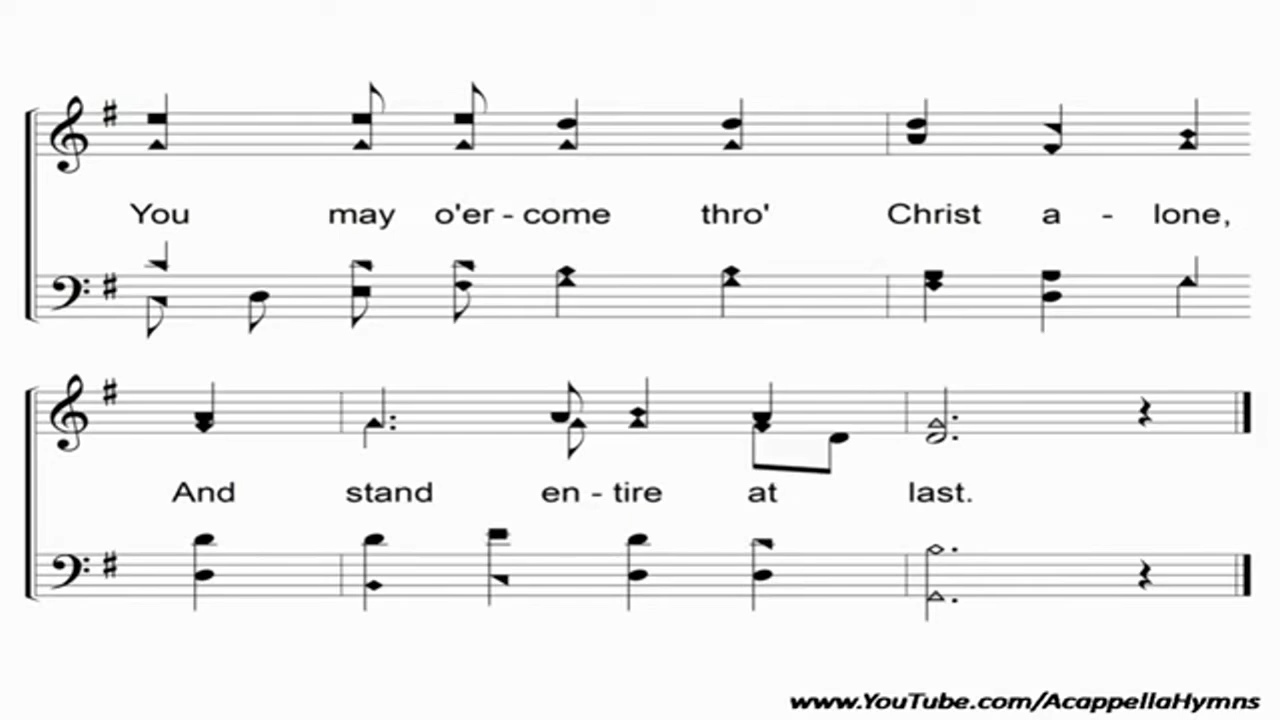 You may o'er - come thro' Christ a - lone,
And stand en - tire at last.
www.YouTube.com/AcappellaHymns